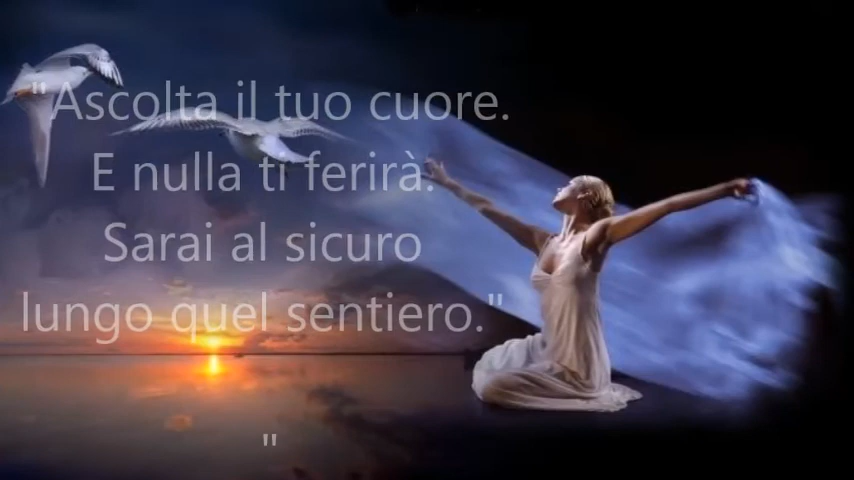 "Ascolta il tuo cuore.
E nulla ti ferirà.
Sarai al sicuro
lungo quel sentiero."
"